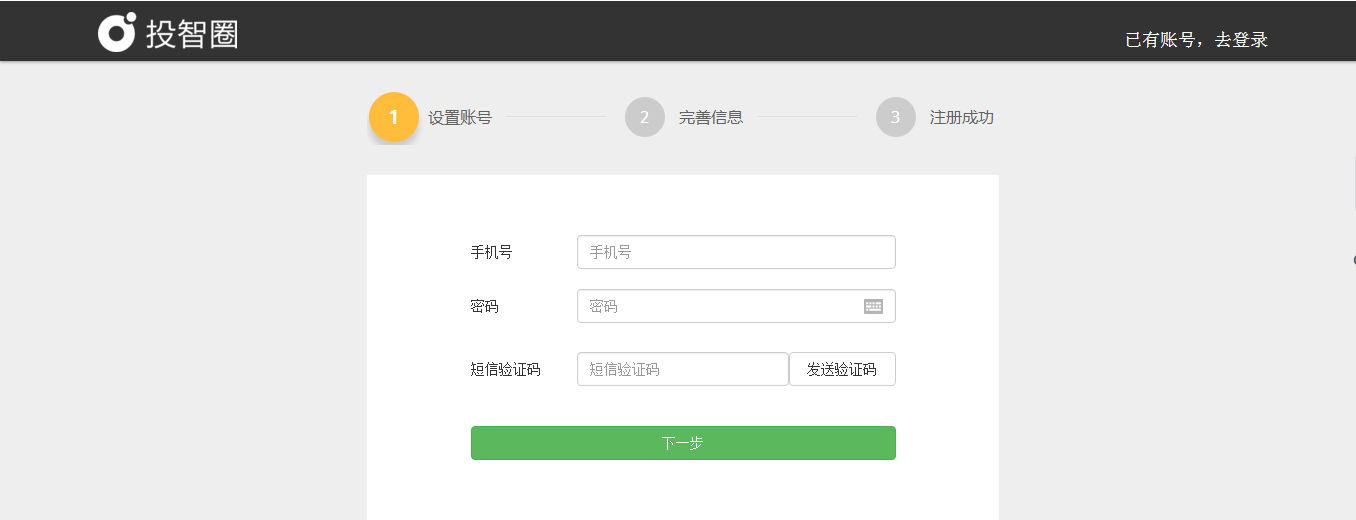 投智圈
已有账号，去登录
1 设置账号 2 完善信息 3 注册成功
手机号 手机号
密码 密码
短信验证码 短信验证码 发送验证码
下一步